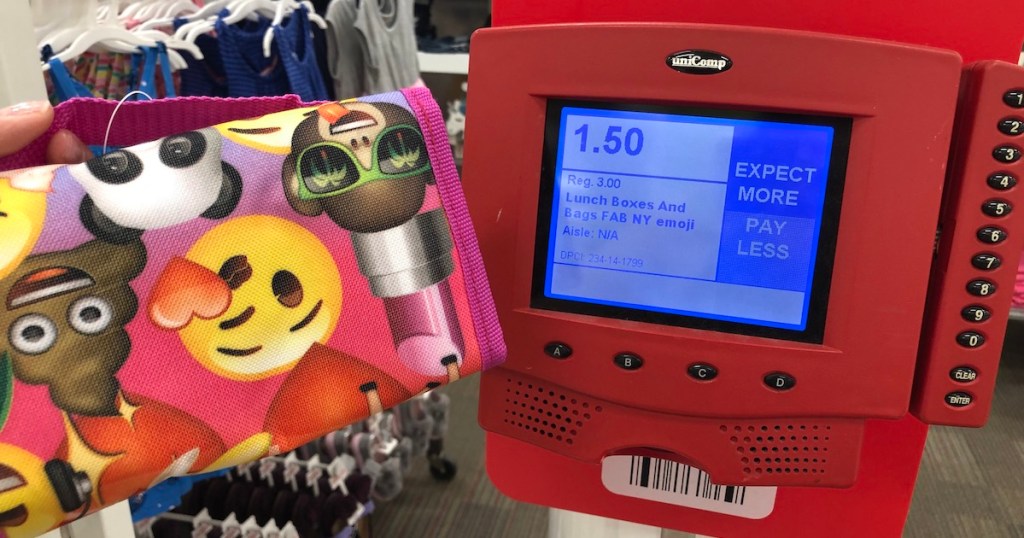 uniComp
1.50
Reg. 3.00
Lunch Boxes And
Bags FAB NY emoji
Aisle: N/A
DPCI: 234-14-1799
EXPECT
MORE
PAY
LESS
A B C D
1
2
3
4
5
6
7
8
9
0
CLEAR
ENTER